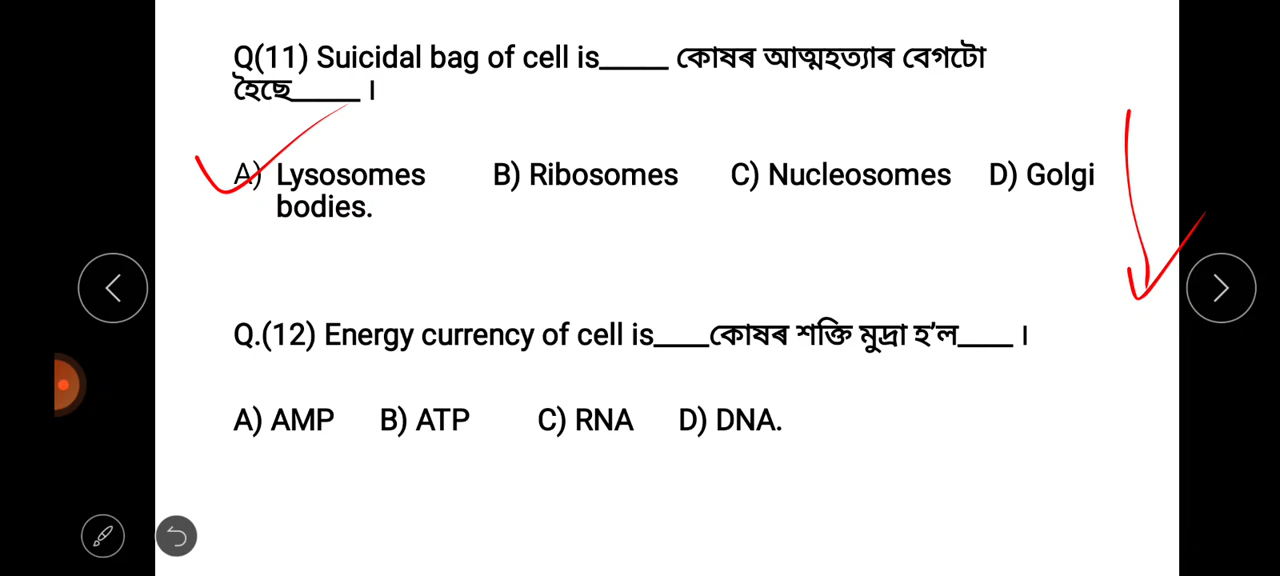 Q(11) Suicidal bag of cell is_____ কোষৰ আত্মহত্যাৰ বেগটো
হৈছে_____ ।
A) Lysosomes B) Ribosomes C) Nucleosomes D) Golgi
bodies.
Q.(12) Energy currency of cell is____কোষৰ শক্তি মুদ্ৰা হ'ল____ ।
A) AMP B) ATP C) RNA D) DNA.